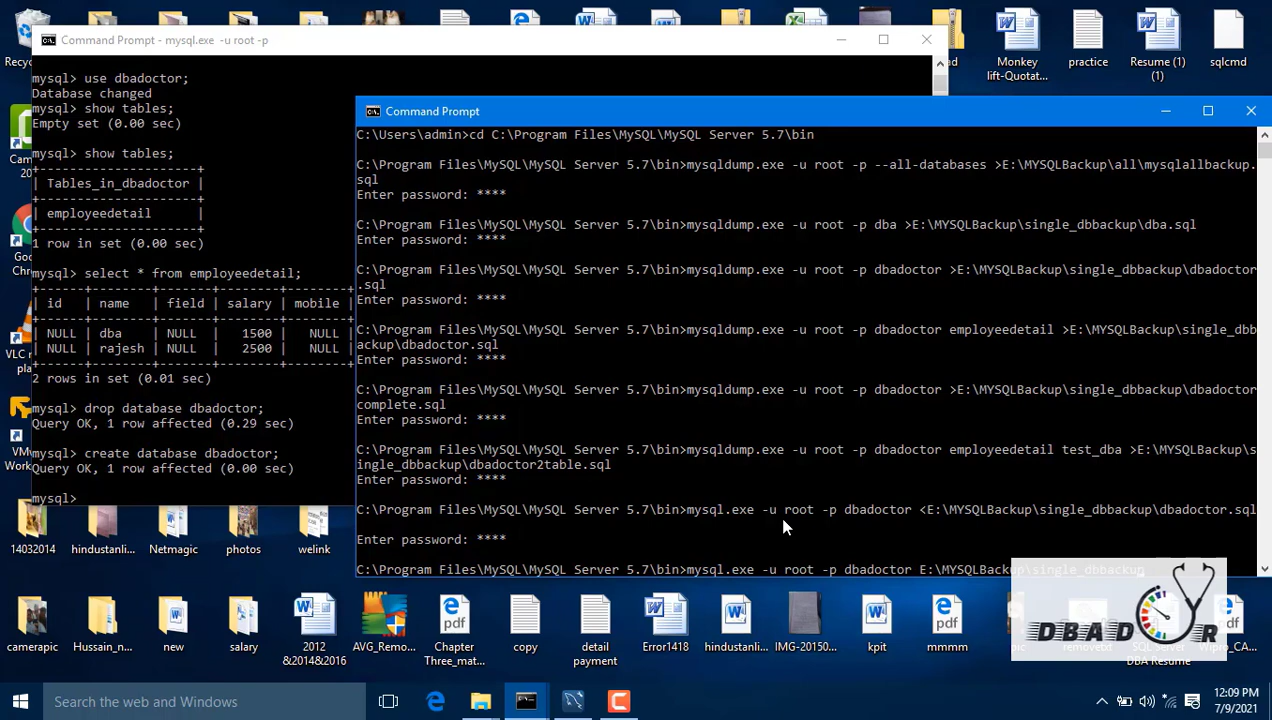 Command Prompt - mysql.exe  -u root -p
mysql> use dbadoctor;
Database changed
mysql> show tables;
Empty set (0.00 sec)
mysql> show tables;
+---------------------+
| Tables_in_dbadoctor |
+---------------------+
| employeedetail      |
+---------------------+
1 row in set (0.00 sec)
mysql> select * from employeedetail;
| id   | name   | field | salary | mobile |
| NULL | dba    | NULL  |   1500 |   NULL |
| NULL | rajesh | NULL  |   2500 |   NULL |
2 rows in set (0.01 sec)
mysql> drop database dbadoctor;
Query OK, 1 row affected (0.29 sec)
mysql> create database dbadoctor;
Query OK, 1 row affected (0.00 sec)
mysql>
Command Prompt
C:\Users\admin>cd C:\Program Files\MySQL\MySQL Server 5.7\bin
C:\Program Files\MySQL\MySQL Server 5.7\bin>mysqldump.exe -u root -p --all-databases >E:\MYSQLBackup\all\mysqlallbackup.
sql
Enter password: ****
C:\Program Files\MySQL\MySQL Server 5.7\bin>mysqldump.exe -u root -p dba >E:\MYSQLBackup\single_dbbackup\dba.sql
Enter password: ****
C:\Program Files\MySQL\MySQL Server 5.7\bin>mysqldump.exe -u root -p dbadoctor >E:\MYSQLBackup\single_dbbackup\dbadoctor
.sql
Enter password: ****
C:\Program Files\MySQL\MySQL Server 5.7\bin>mysqldump.exe -u root -p dbadoctor employeedetail >E:\MYSQLBackup\single_dbb
ackup\dbadoctor.sql
Enter password: ****
C:\Program Files\MySQL\MySQL Server 5.7\bin>mysqldump.exe -u root -p dbadoctor >E:\MYSQLBackup\single_dbbackup\dbadoctor
complete.sql
Enter password: ****
C:\Program Files\MySQL\MySQL Server 5.7\bin>mysqldump.exe -u root -p dbadoctor employeedetail test_dba >E:\MYSQLBackup\s
ingle_dbbackup\dbadoctor2table.sql
Enter password: ****
C:\Program Files\MySQL\MySQL Server 5.7\bin>mysql.exe -u root -p dbadoctor <E:\MYSQLBackup\single_dbbackup\dbadoctor.sql
Enter password: ****
C:\Program Files\MySQL\MySQL Server 5.7\bin>mysql.exe -u root -p dbadoctor E:\MYSQLBackup\single_dbbackup
Monkey lift-Quotat...
practice
Resume (1) (1)
sqlcmd
14032014
hindustanli...
Netmagic
photos
welink
camerapic
Hussain_n...
new
salary
2012 &2014&2016
AVG_Remo...
Chapter Three_mat...
copy
detail payment
Error1418
hindustanli...
IMG-20150...
kpit
mmmm
removebt
SQL Server DBA Resume
Wipro_CA...
DBAD R
Search the web and Windows
12:09 PM
7/9/2021